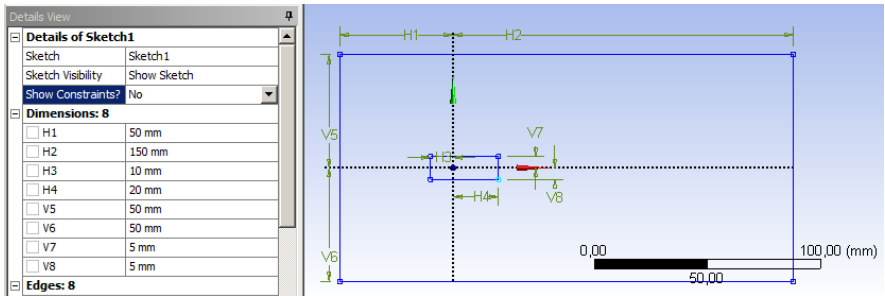 Details View
Details of Sketch1
Sketch Sketch1
Sketch Visibility Show Sketch
Show Constraints? No
Dimensions: 8
H1 50 mm
H2 150 mm
H3 10 mm
H4 20 mm
V5 50 mm
V6 50 mm
V7 5 mm
V8 5 mm
Edges: 8
H1 H2
V5 V7
H3
H4 V8
V6
0,00 100,00 (mm)
50,00